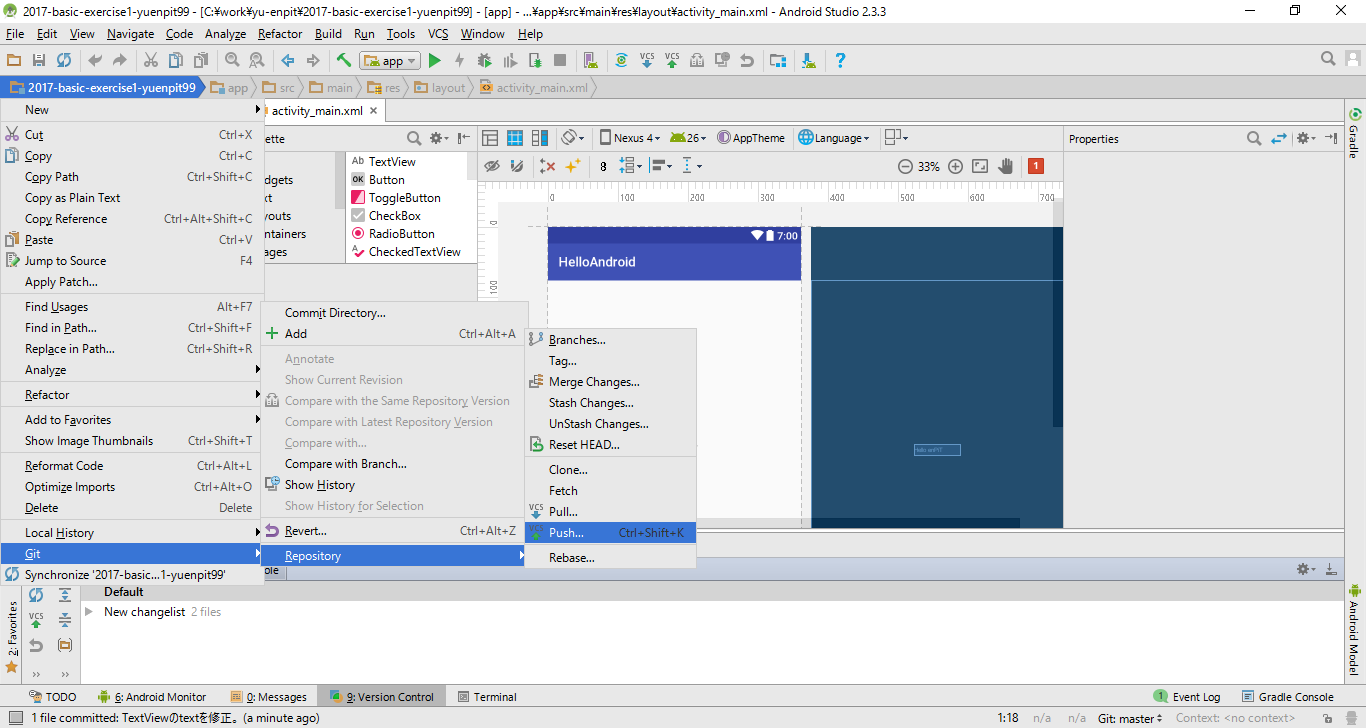 2017-basic-exercise1-yuenpit99 - [C:¥work¥yu-enpit¥2017-basic-exercise1-yuenpit99] - [app] - ...¥app¥src¥main¥res¥layout¥activity_main.xml - Android Studio 2.3.3
File Edit View Navigate Code Analyze Refactor Build Run Tools VCS Window Help
app
2017-basic-exercise1-yuenpit99 app src main res layout activity_main.xml
New
Cut Ctrl+X
Copy Ctrl+C
Copy Path Ctrl+Shift+C
Copy as Plain Text
Copy Reference Ctrl+Alt+Shift+C
Paste Ctrl+V
Jump to Source F4
Apply Patch...
Find Usages Alt+F7
Find in Path... Ctrl+Shift+F
Replace in Path... Ctrl+Shift+R
Analyze
Refactor
Add to Favorites
Show Image Thumbnails Ctrl+Shift+T
Reformat Code Ctrl+Alt+L
Optimize Imports Ctrl+Alt+O
Delete Delete
Local History
Git
Synchronize '2017-basic...1-yuenpit99'
Commit Directory...
Add Ctrl+Alt+A
Annotate
Show Current Revision
Compare with the Same Repository Version
Compare with Latest Repository Version
Compare with...
Compare with Branch...
Show History
Show History for Selection
Revert... Ctrl+Alt+Z
Repository
Branches...
Tag...
Merge Changes...
Stash Changes...
UnStash Changes...
Reset HEAD...
Clone...
Fetch
Pull...
Push... Ctrl+Shift+K
Rebase...
activity_main.xml
ette
dgets
xt
youts
ntainers
ages
Ab TextView
OK Button
ToggleButton
CheckBox
RadioButton
CheckedTextView
Nexus 4 26 AppTheme Language
8 33% 1
0 100 200 300 400 500 600 700
0
100
7:00
HelloAndroid
Hello enPiT
Properties
Gradle
Android Model
ole
2: Favorites
VCS
Default
New changelist 2 files
TODO 6: Android Monitor 0: Messages 9: Version Control Terminal 1 Event Log Gradle Console
1 file committed: TextViewのtextを修正。 (a minute ago) 1:18 n/a n/a Git: master Context: <no context>